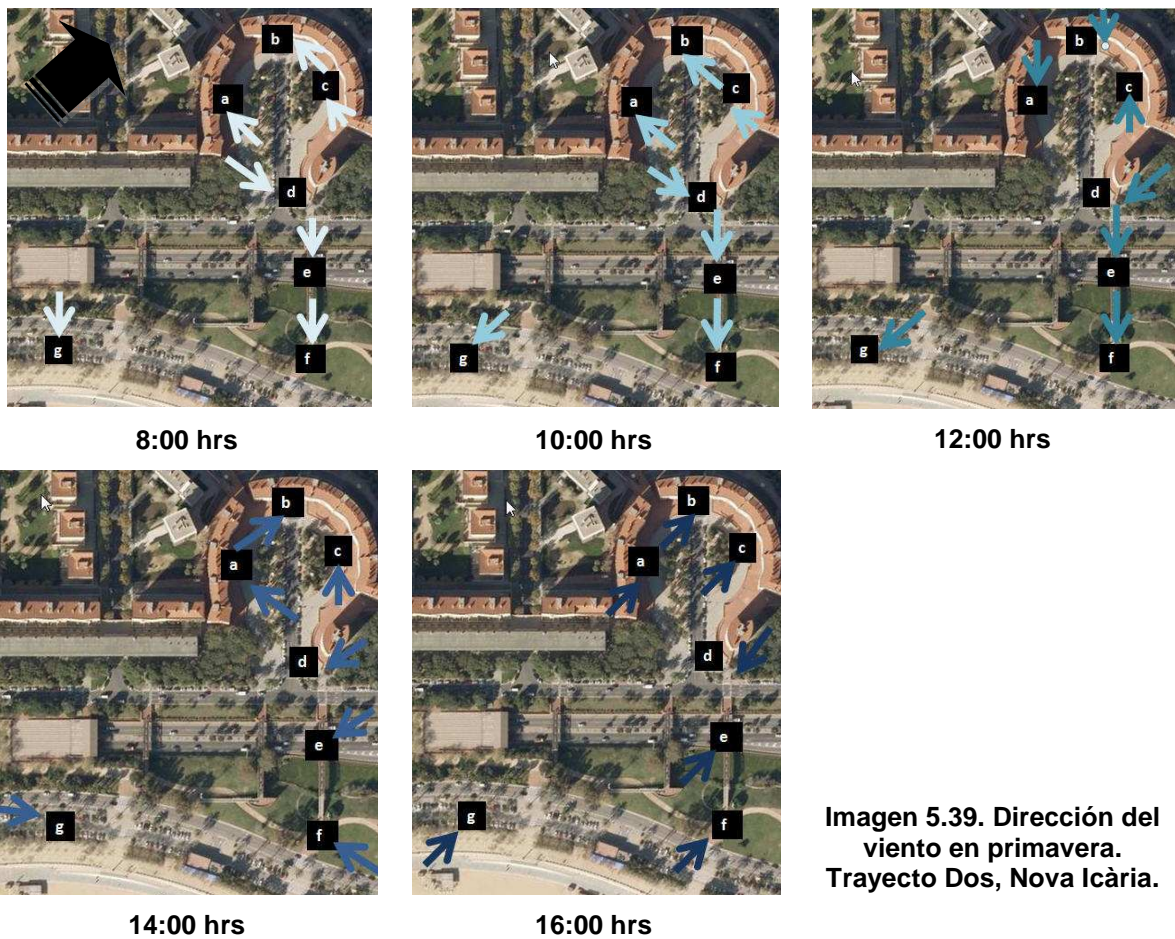 b
c
a
d
e
g
f
8:00 hrs
b
c
a
d
e
g
f
10:00 hrs
b
c
a
d
e
g
f
12:00 hrs
b
c
a
d
e
g
f
14:00 hrs
b
c
a
d
e
g
f
16:00 hrs
Imagen 5.39. Dirección del
viento en primavera.
Trayecto Dos, Nova Icària.